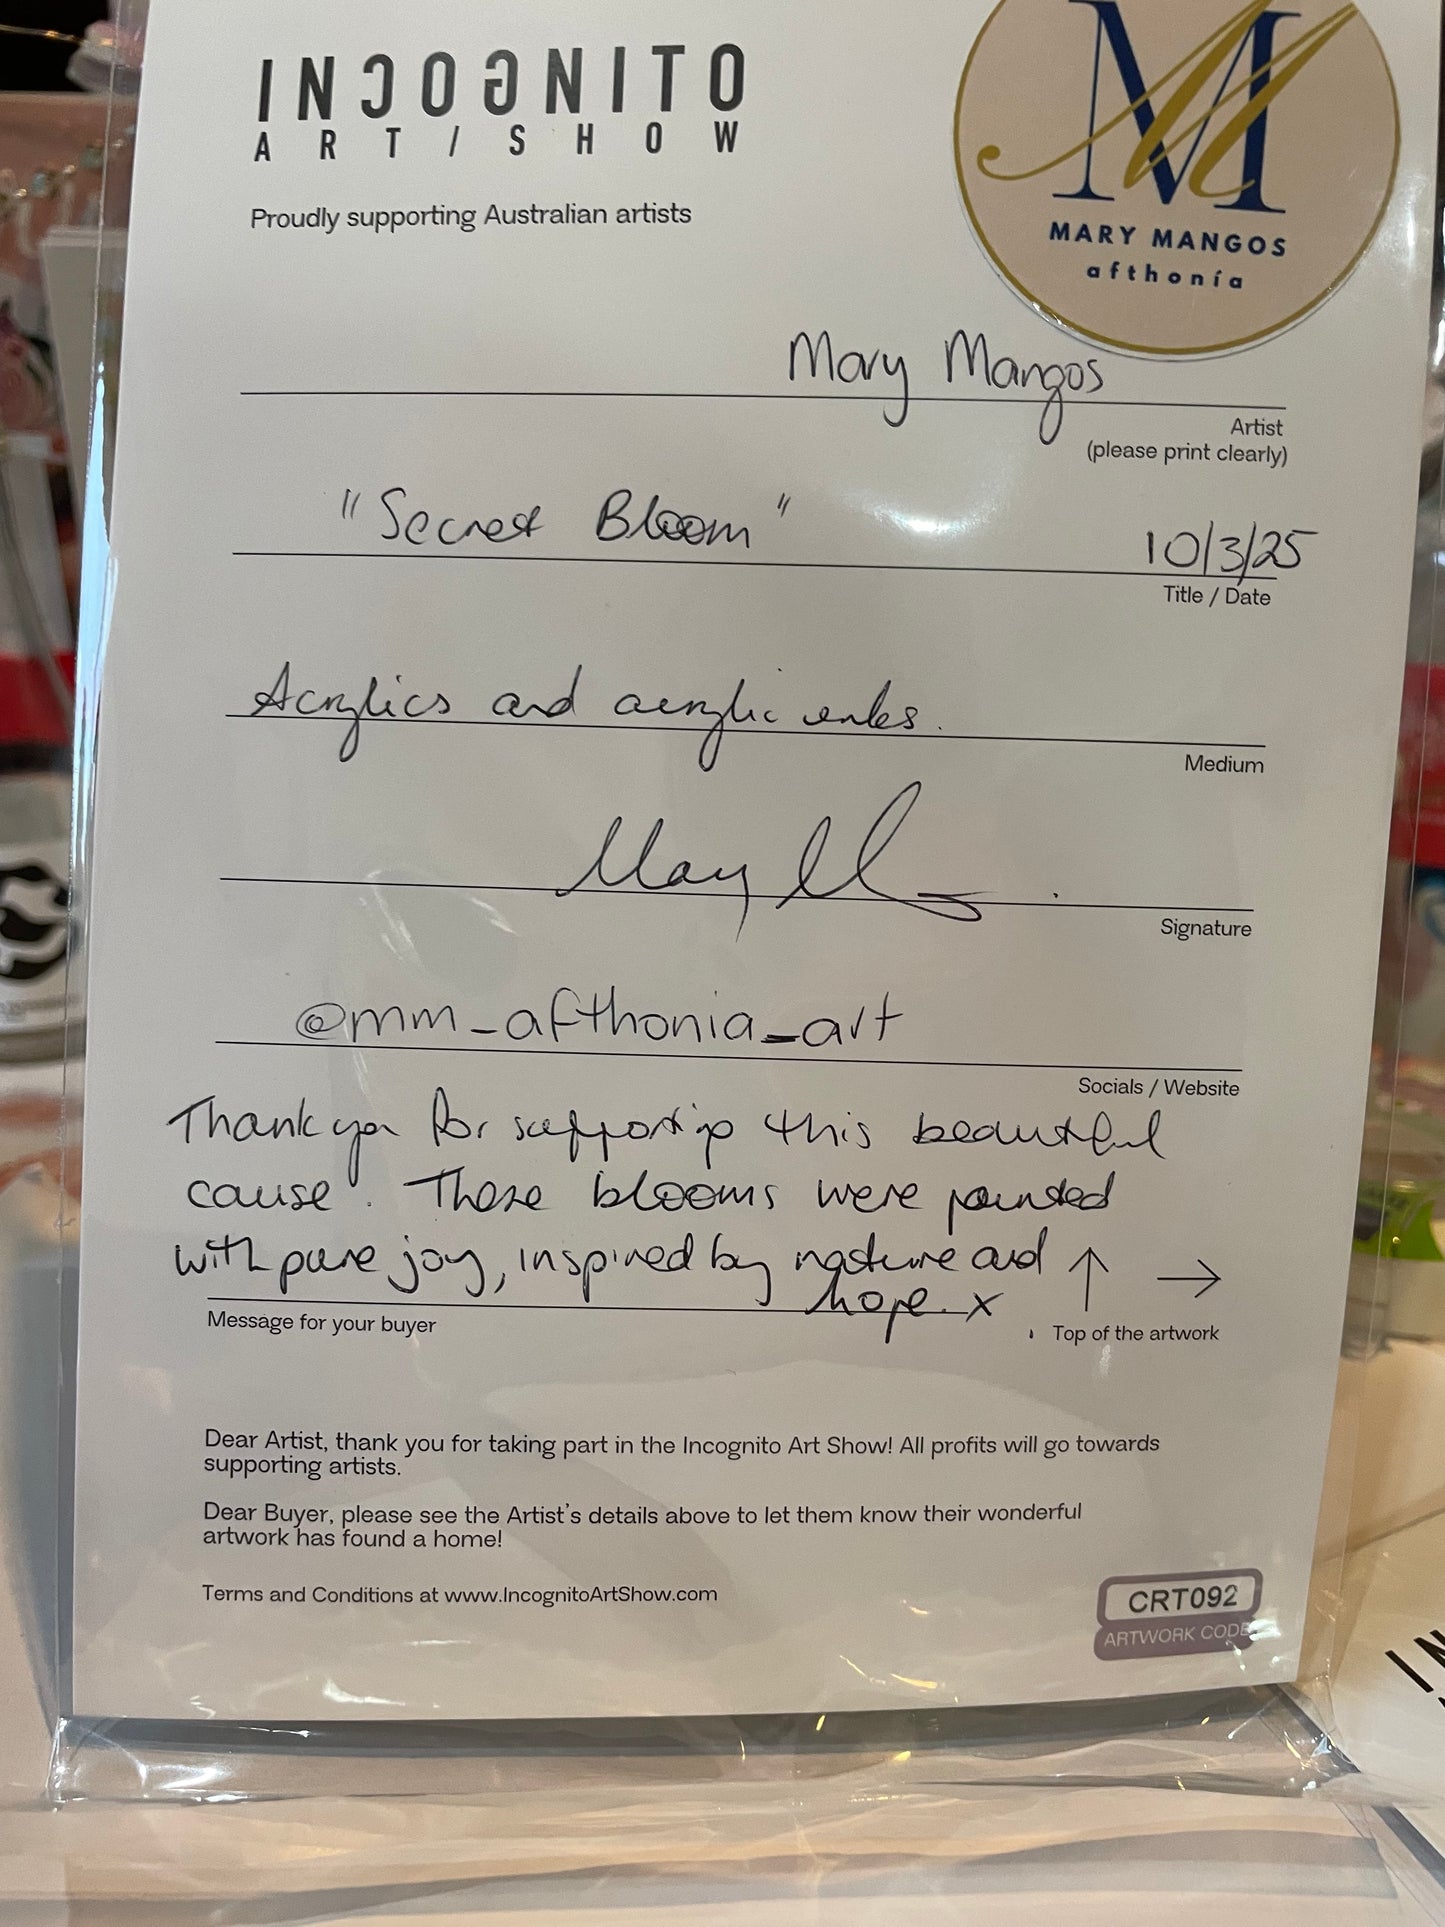 INCOGNITO
ART/SHOW
Proudly supporting Australian artists
M
MARY MANGOS
afthonía
Mary Mangos
Artist
(please print clearly)
"Secret Bloom" 10/3/25
Title / Date
Acrylics and acrylic inks.
Medium
Mary M
Signature
@mm_afthonia_art
Socials / Website
Thank you for supporting this beautiful
cause. These blooms were painted
with pure joy, inspired by nature and
hope. x
↑ →
Message for your buyer
Top of the artwork
Dear Artist, thank you for taking part in the Incognito Art Show! All profits will go towards
supporting artists.
Dear Buyer, please see the Artist's details above to let them know their wonderful
artwork has found a home!
Terms and Conditions at www.IncognitoArtShow.com
CRT092
ARTWORK CODE
IN